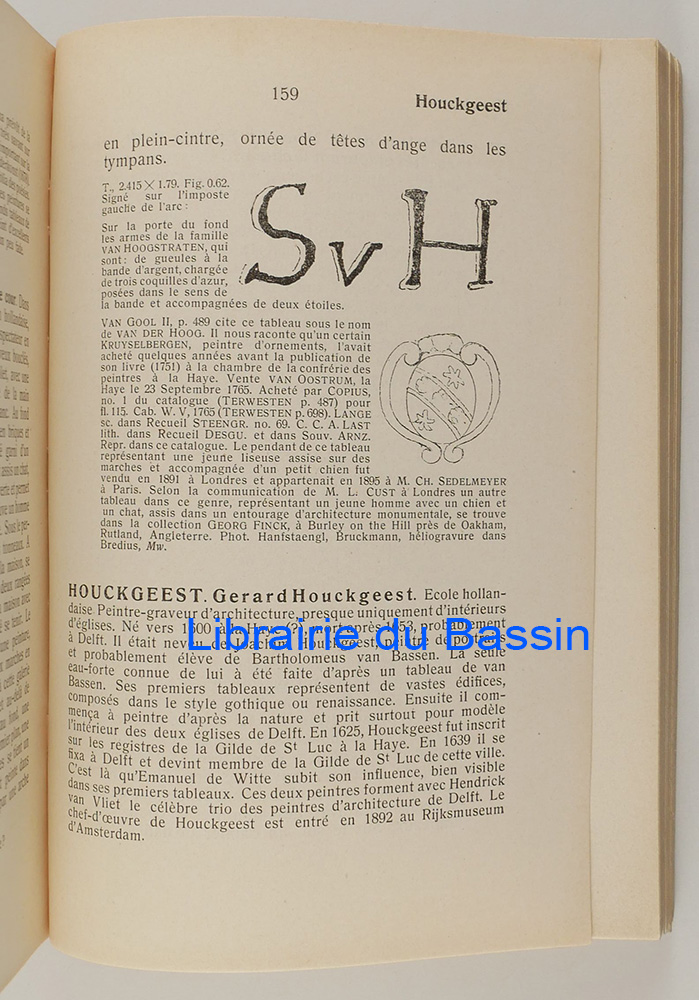 159
Houckgeest
en plein-cintre, ornée de têtes d'ange dans les
tympans.
T., 2.415 × 1.79. Fig. 0.62.
Signé sur l'imposte
gauche de l'arc:
Sur la porte du fond
les armes de la famille
VAN HOOGSTRATEN, qui
sont: de gueules à la
bande d'argent, chargée
de trois coquilles d'azur,
posées dans le sens de
la bande et accompagnées de deux étoiles.
SvH
VAN GOOL II, p. 489 cite ce tableau sous le nom
de VAN DER HOOG. Il nous raconte qu'un certain
KRUYSELBERGEN, peintre d'ornements, l'avait
acheté quelques années avant la publication de
son livre (1751) à la chambre de la confrérie des
peintres à la Haye. Vente VAN OOSTRUM, la
Haye le 23 Septembre 1765. Acheté par COPIUS,
no. 1 du catalogue (TERWESTEN p. 487) pour
fl. 115. Cab. W. V, 1765 (TERWESTEN p. 698). LANGE
sc. dans Recueil STEENGR. no. 69. C. C. A. LAST
lith. dans Recueil DESGU. et dans Souv. ARNZ.
Repr. dans ce catalogue. Le pendant de ce tableau
représentant une jeune liseuse assise sur des
marches et accompagnée d'un petit chien fut
vendu en 1891 à Londres et appartenait en 1895 à M. CH. SEDELMEYER
à Paris. Selon la communication de M. L. CUST à Londres un autre
tableau dans ce genre, représentant un jeune homme avec un chien et
un chat, assis dans un entourage d'architecture monumentale, se trouve
dans la collection GEORG FINCK, à Burley on the Hill près de Oakham,
Rutland, Angleterre. Phot. Hanfstaengl, Bruckmann, héliogravure dans
Bredius, Mw.
HOUCKGEEST. Gerard Houckgeest. Ecole hollan-
daise Peintre-graveur d'architecture, presque uniquement d'intérieurs
d'églises. Né vers 1600 à la Haye (?), mort après 1653, probablement
à Delft. Il était neveu de Joachim Houckgeest, peintre de portraits
et probablement élève de Bartholomeus van Bassen. La seule
eau-forte connue de lui à été faite d'après un tableau de van
Bassen. Ses premiers tableaux représentent de vastes édifices,
composés dans le style gothique ou renaissance. Ensuite il com-
mença à peindre d'après la nature et prit surtout pour modèle
l'intérieur des deux églises de Delft. En 1625, Houckgeest fut inscrit
sur les registres de la Gilde de St Luc à la Haye. En 1639 il se
fixa à Delft et devint membre de la Gilde de St Luc de cette ville.
C'est là qu'Emanuel de Witte subit son influence, bien visible
dans ses premiers tableaux. Ces deux peintres forment avec Hendrick
van Vliet le célèbre trio des peintres d'architecture de Delft. Le
chef-d'œuvre de Houckgeest est entré en 1892 au Rijksmuseum
d'Amsterdam.
Librairie du Bassin